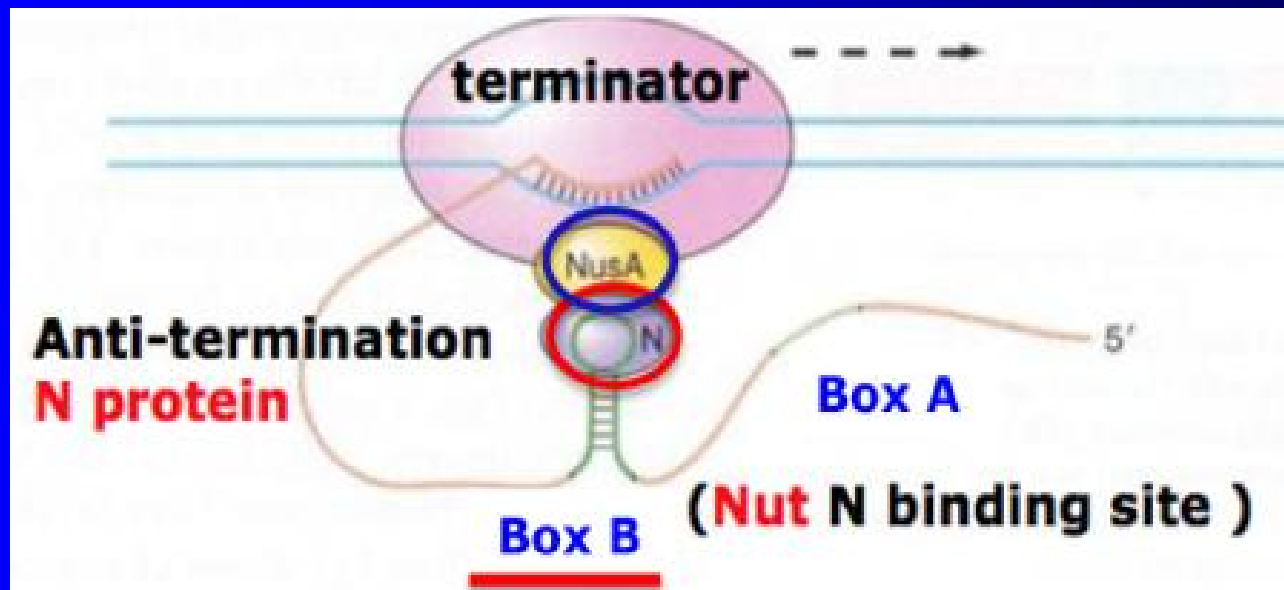 terminator
NusA
N
5'
Anti-termination
N protein
Box A
(Nut N binding site )
Box B